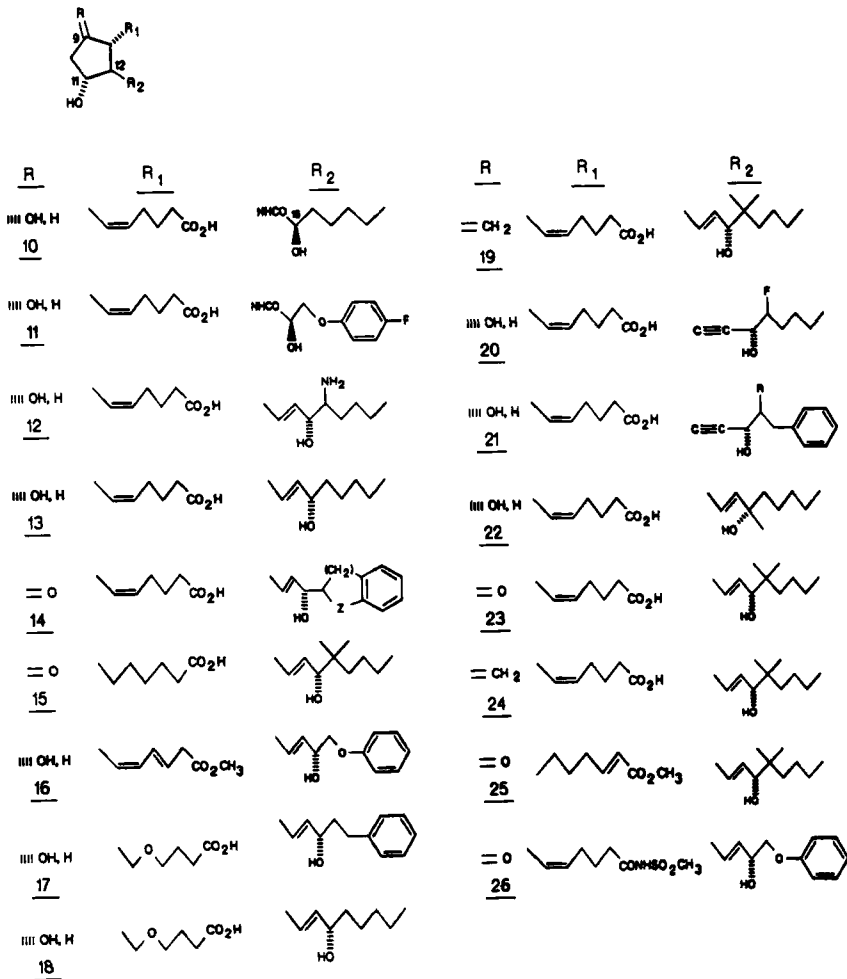 R
9
R1
12
11
R2
HO
R R1 R2
OH, H CO2H NHCO OH
10
OH, H CO2H NHCO O F OH
11
OH, H CO2H NH2 HO
12
OH, H CO2H HO
13
=O CO2H (CH2) HO Z
14
=O CO2H HO
15
OH, H CO2CH3 O HO
16
OH, H O CO2H HO
17
OH, H O CO2H HO
18
R R1 R2
=CH2 CO2H HO
19
OH, H CO2H F C≡C HO
20
OH, H CO2H R C≡C HO
21
OH, H CO2H HO
22
=O CO2H HO
23
=CH2 CO2H HO
24
=O CO2CH3 HO
25
=O CONHSO2CH3 O HO
26